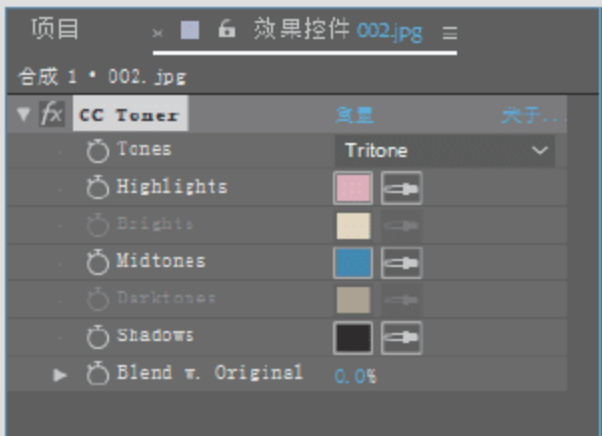 项目 × 效果控件 002.jpg ≡
合成 1 • 002. jpg
fx CC Toner 重置 关于...
Tones Tritone
Highlights
Brights
Midtones
Darktones
Shadows
Blend w. Original 0.0%